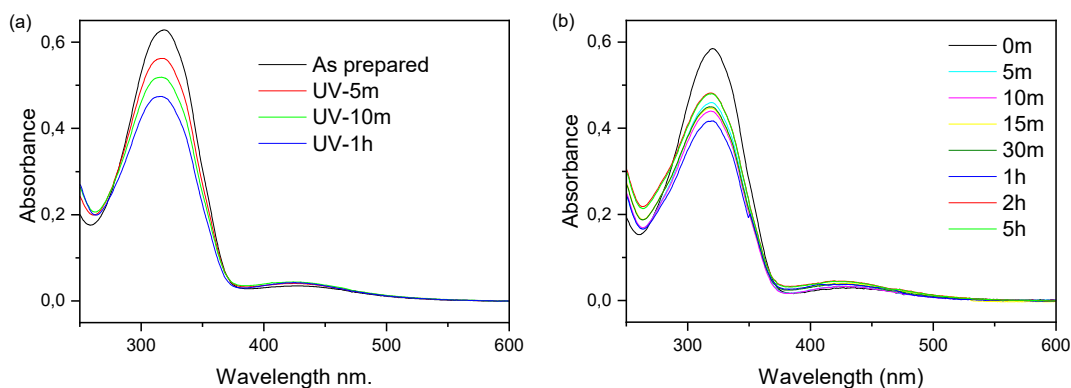 (a)
0,6
0,4
0,2
0,0
Absorbance
As prepared
UV-5m
UV-10m
UV-1h
300
400
500
600
Wavelength nm.
(b)
0,6
0,4
0,2
0,0
Absorbance
0m
5m
10m
15m
30m
1h
2h
5h
300
400
500
600
Wavelength (nm)